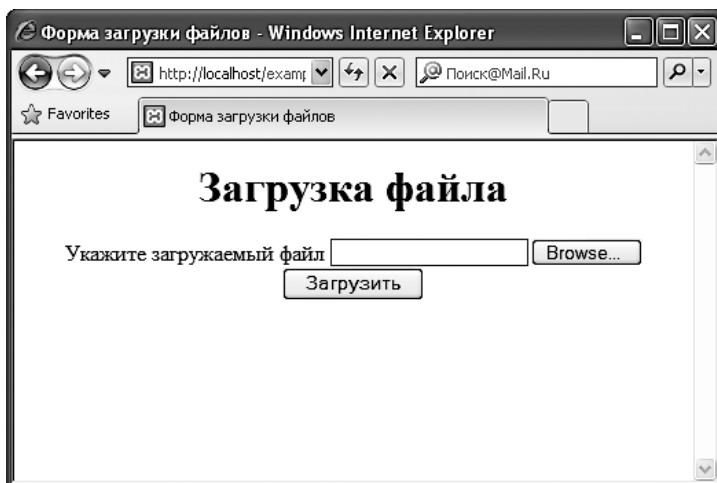 Форма загрузки файлов - Windows Internet Explorer
http://localhost/examp
Поиск@Mail.Ru
Favorites
Форма загрузки файлов
Загрузка файла
Укажите загружаемый файл Browse...
Загрузить